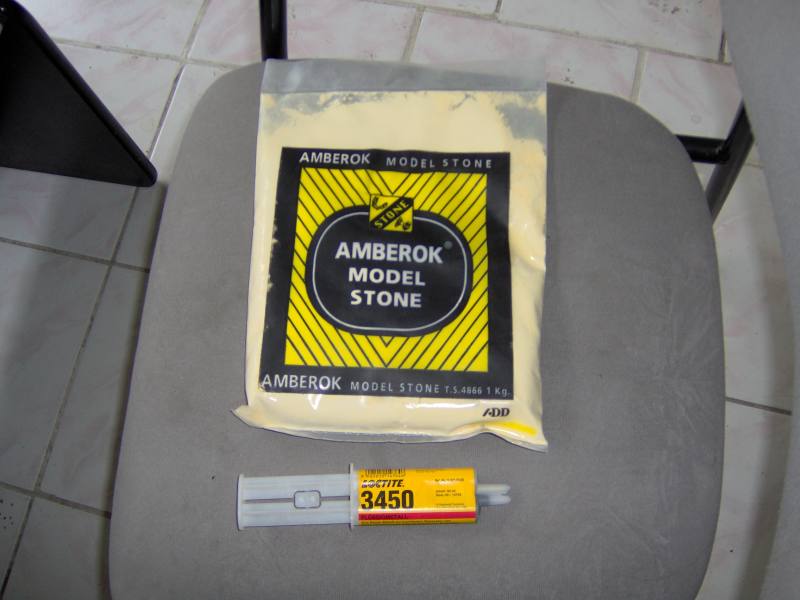 AMBEROK MODEL STONE
STONE
AMBEROK®
MODEL
STONE
AMBEROK MODEL STONE T.S.4866 1 Kg.
ADD
LOCTITE.
3450